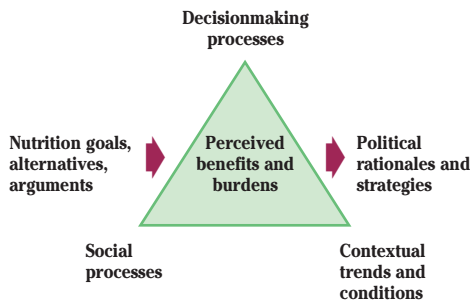 Decisionmaking
processes
Nutrition goals,
alternatives,
arguments
Perceived
benefits and
burdens
Political
rationales and
strategies
Social
processes
Contextual
trends and
conditions